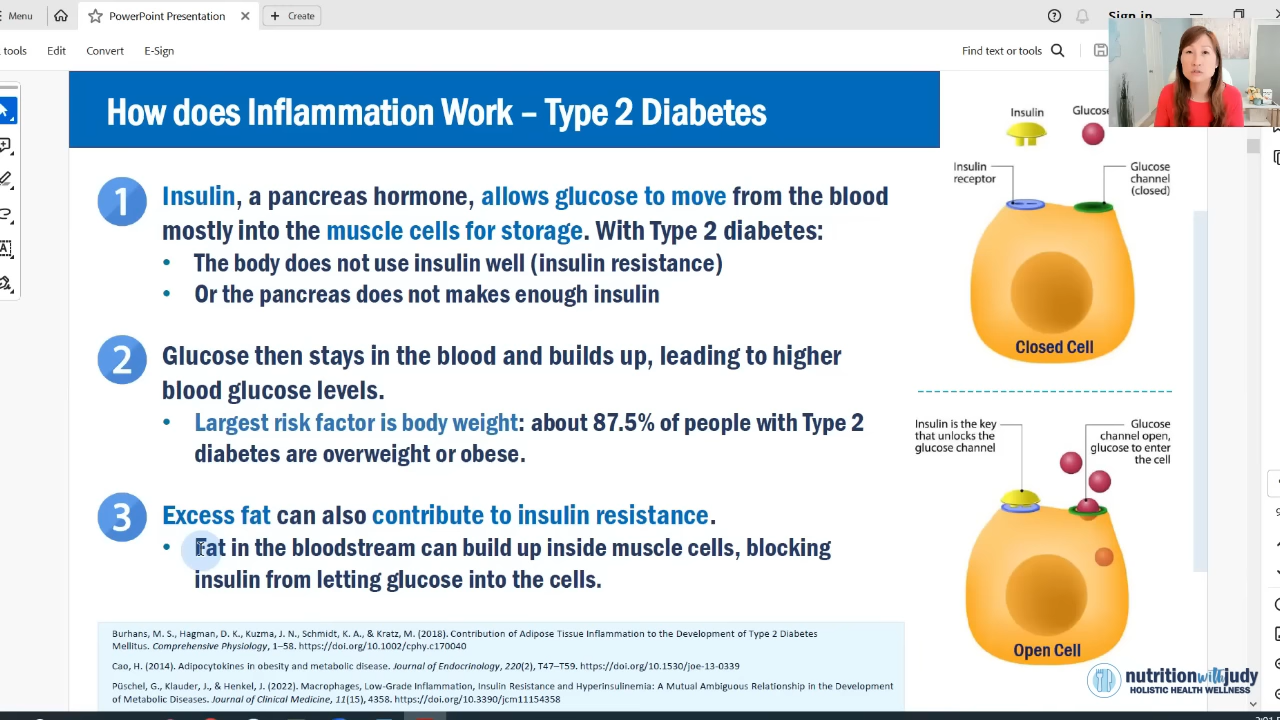 Menu
PowerPoint Presentation
Create
Sign in
tools
Edit
Convert
E-Sign
Find text or tools
How does Inflammation Work – Type 2 Diabetes
1
Insulin, a pancreas hormone, allows glucose to move from the blood
mostly into the muscle cells for storage. With Type 2 diabetes:
• The body does not use insulin well (insulin resistance)
• Or the pancreas does not makes enough insulin
2
Glucose then stays in the blood and builds up, leading to higher
blood glucose levels.
• Largest risk factor is body weight: about 87.5% of people with Type 2
diabetes are overweight or obese.
3
Excess fat can also contribute to insulin resistance.
• Fat in the bloodstream can build up inside muscle cells, blocking
insulin from letting glucose into the cells.
Burhans, M. S., Hagman, D. K., Kuzma, J. N., Schmidt, K. A., & Kratz, M. (2018). Contribution of Adipose Tissue Inflammation to the Development of Type 2 Diabetes
Mellitus. Comprehensive Physiology, 1–58. https://doi.org/10.1002/cphy.c170040
Cao, H. (2014). Adipocytokines in obesity and metabolic disease. Journal of Endocrinology, 220(2), T47–T59. https://doi.org/10.1530/joe-13-0339
Püschel, G., Klauder, J., & Henkel, J. (2022). Macrophages, Low-Grade Inflammation, Insulin Resistance and Hyperinsulinemia: A Mutual Ambiguous Relationship in the Development
of Metabolic Diseases. Journal of Clinical Medicine, 11(15), 4358. https://doi.org/10.3390/jcm11154358
Insulin
Glucose
Insulin
receptor
Glucose
channel
(closed)
Closed Cell
Insulin is the key
that unlocks the
glucose channel
Glucose
channel open,
glucose to enter
the cell
Open Cell
nutrition with judy
HOLISTIC HEALTH WELLNESS